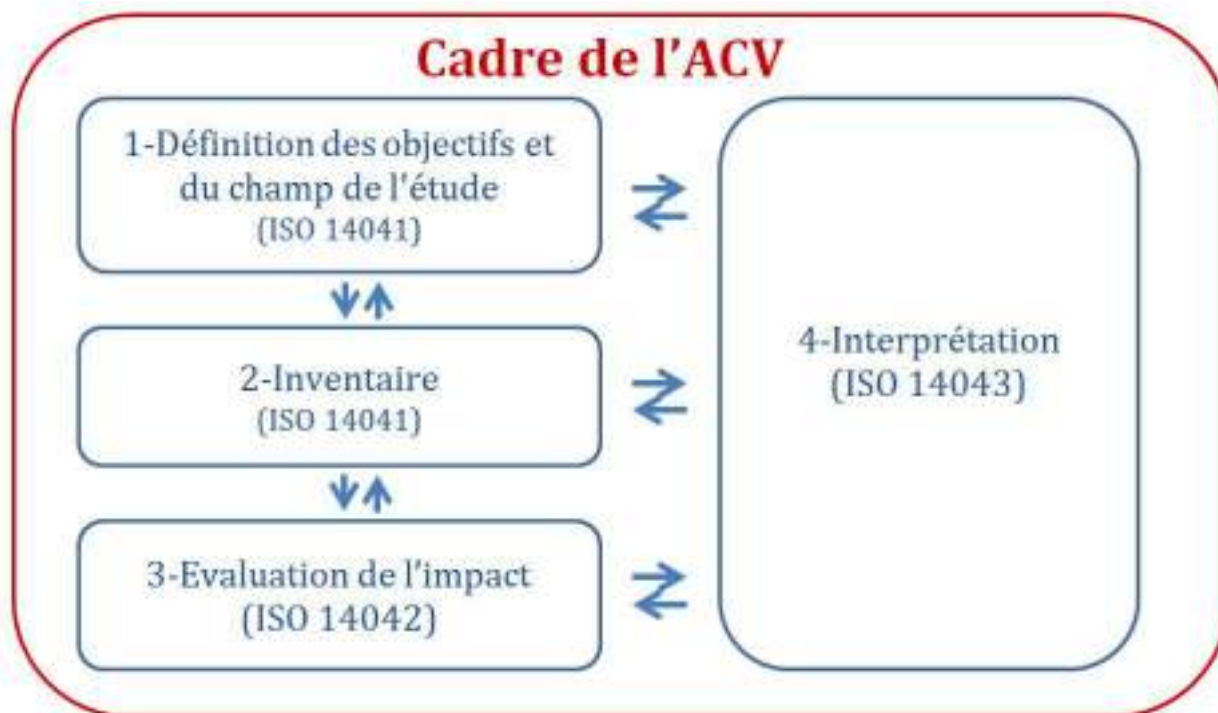 Cadre de l'ACV
1-Définition des objectifs et
du champ de l'étude
(ISO 14041)
2-Inventaire
(ISO 14041)
3-Evaluation de l'impact
(ISO 14042)
4-Interprétation
(ISO 14043)